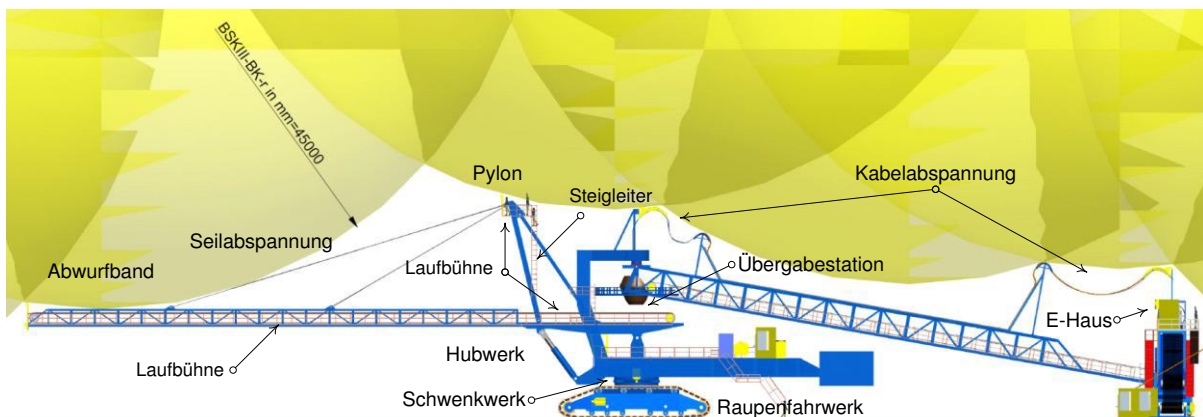 BSKIII-BK-r in mm=45000
Pylon
Steigleiter
Kabelabspannung
Seilabspannung
Abwurfband
Laufbühne
Übergabestation
E-Haus
Hubwerk
Laufbühne
Schwenkwerk
Raupenfahrwerk